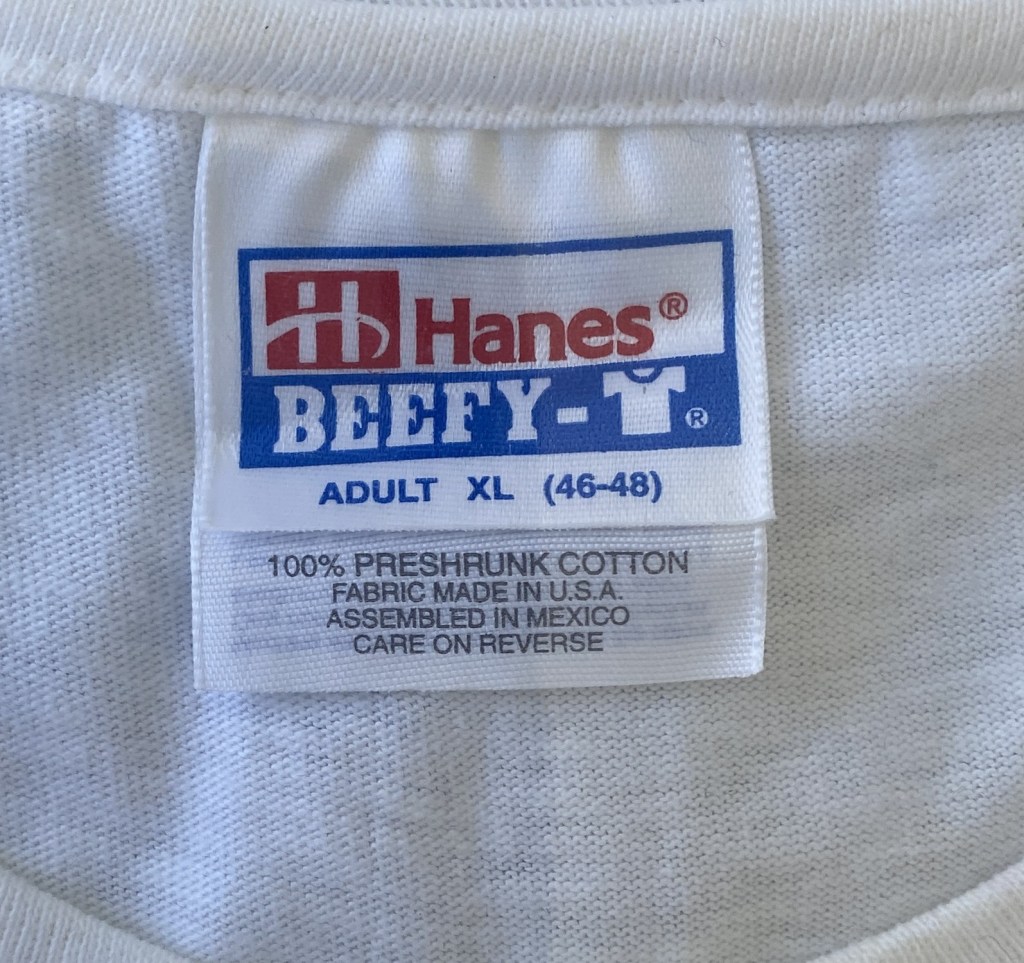 H Hanes®
BEEFY-T®
ADULT XL (46-48)
100% PRESHRUNK COTTON
FABRIC MADE IN U.S.A.
ASSEMBLED IN MEXICO
CARE ON REVERSE